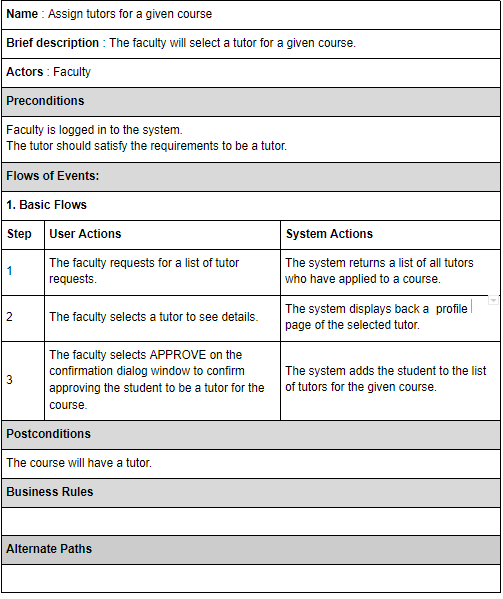 Name : Assign tutors for a given course
Brief description : The faculty will select a tutor for a given course.
Actors : Faculty
Preconditions
Faculty is logged in to the system.
The tutor should satisfy the requirements to be a tutor.
Flows of Events:
1. Basic Flows
Step User Actions System Actions
1
The faculty requests for a list of tutor
requests.
The system returns a list of all tutors
who have applied to a course.
2
The faculty selects a tutor to see details.
The system displays back a profile
page of the selected tutor.
3
The faculty selects APPROVE on the
confirmation dialog window to confirm
approving the student to be a tutor for the
course.
The system adds the student to the list
of tutors for the given course.
Postconditions
The course will have a tutor.
Business Rules
Alternate Paths